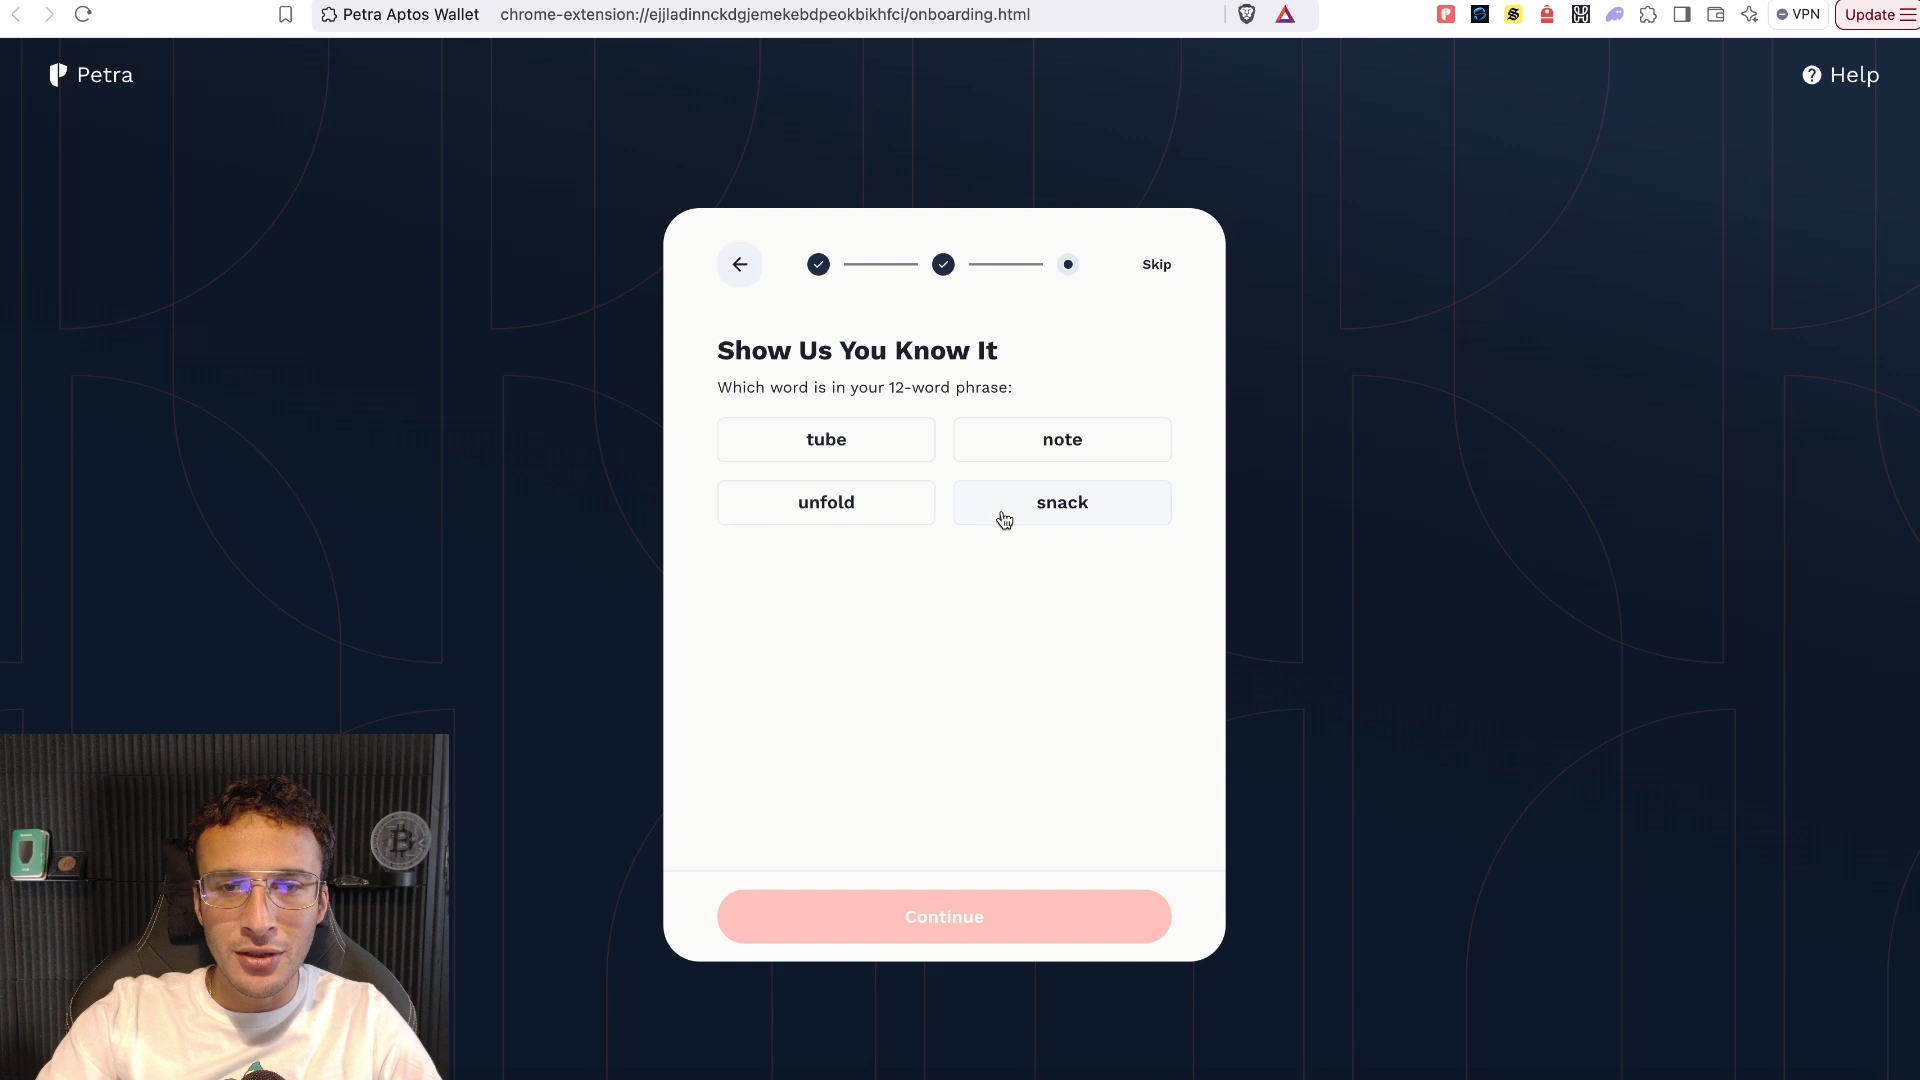 Petra Aptos Wallet chrome-extension://ejjladinnckdgjemekebdpeokbikhfci/onboarding.html VPN Update
Petra
Help
Skip
Show Us You Know It
Which word is in your 12-word phrase:
tube note
unfold snack
Continue